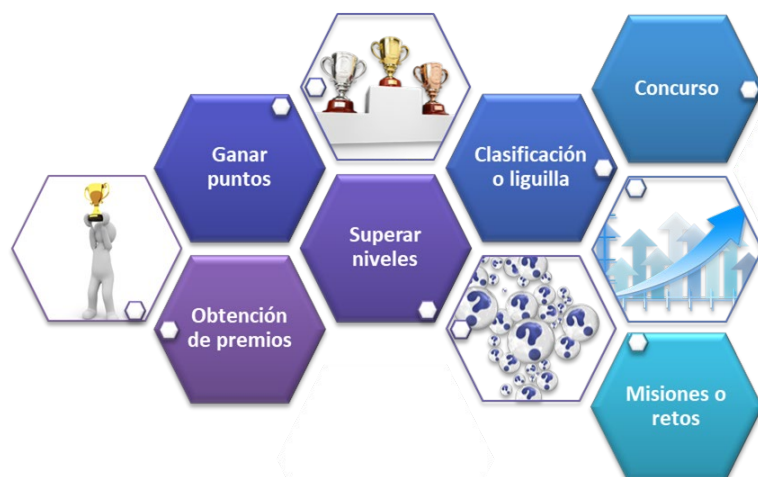 Concurso
Ganar
puntos
Clasificación
o liguilla
Superar
niveles
Obtención
de premios
Misiones o
retos